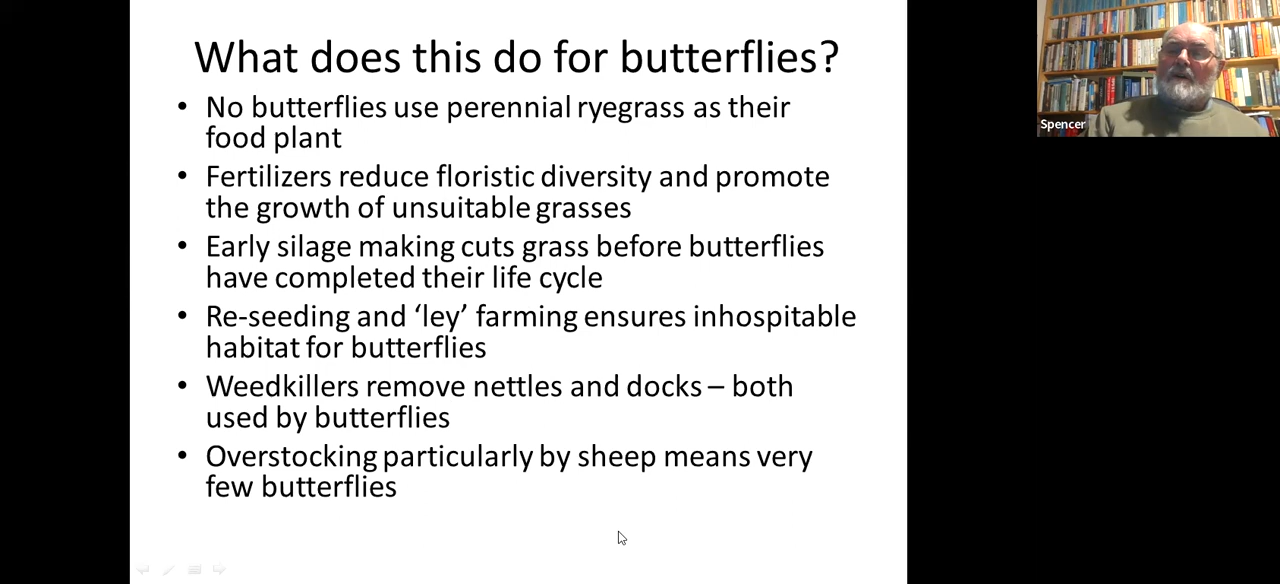 What does this do for butterflies?
• No butterflies use perennial ryegrass as their
food plant
• Fertilizers reduce floristic diversity and promote
the growth of unsuitable grasses
• Early silage making cuts grass before butterflies
have completed their life cycle
• Re-seeding and ‘ley’ farming ensures inhospitable
habitat for butterflies
• Weedkillers remove nettles and docks – both
used by butterflies
• Overstocking particularly by sheep means very
few butterflies
Spencer